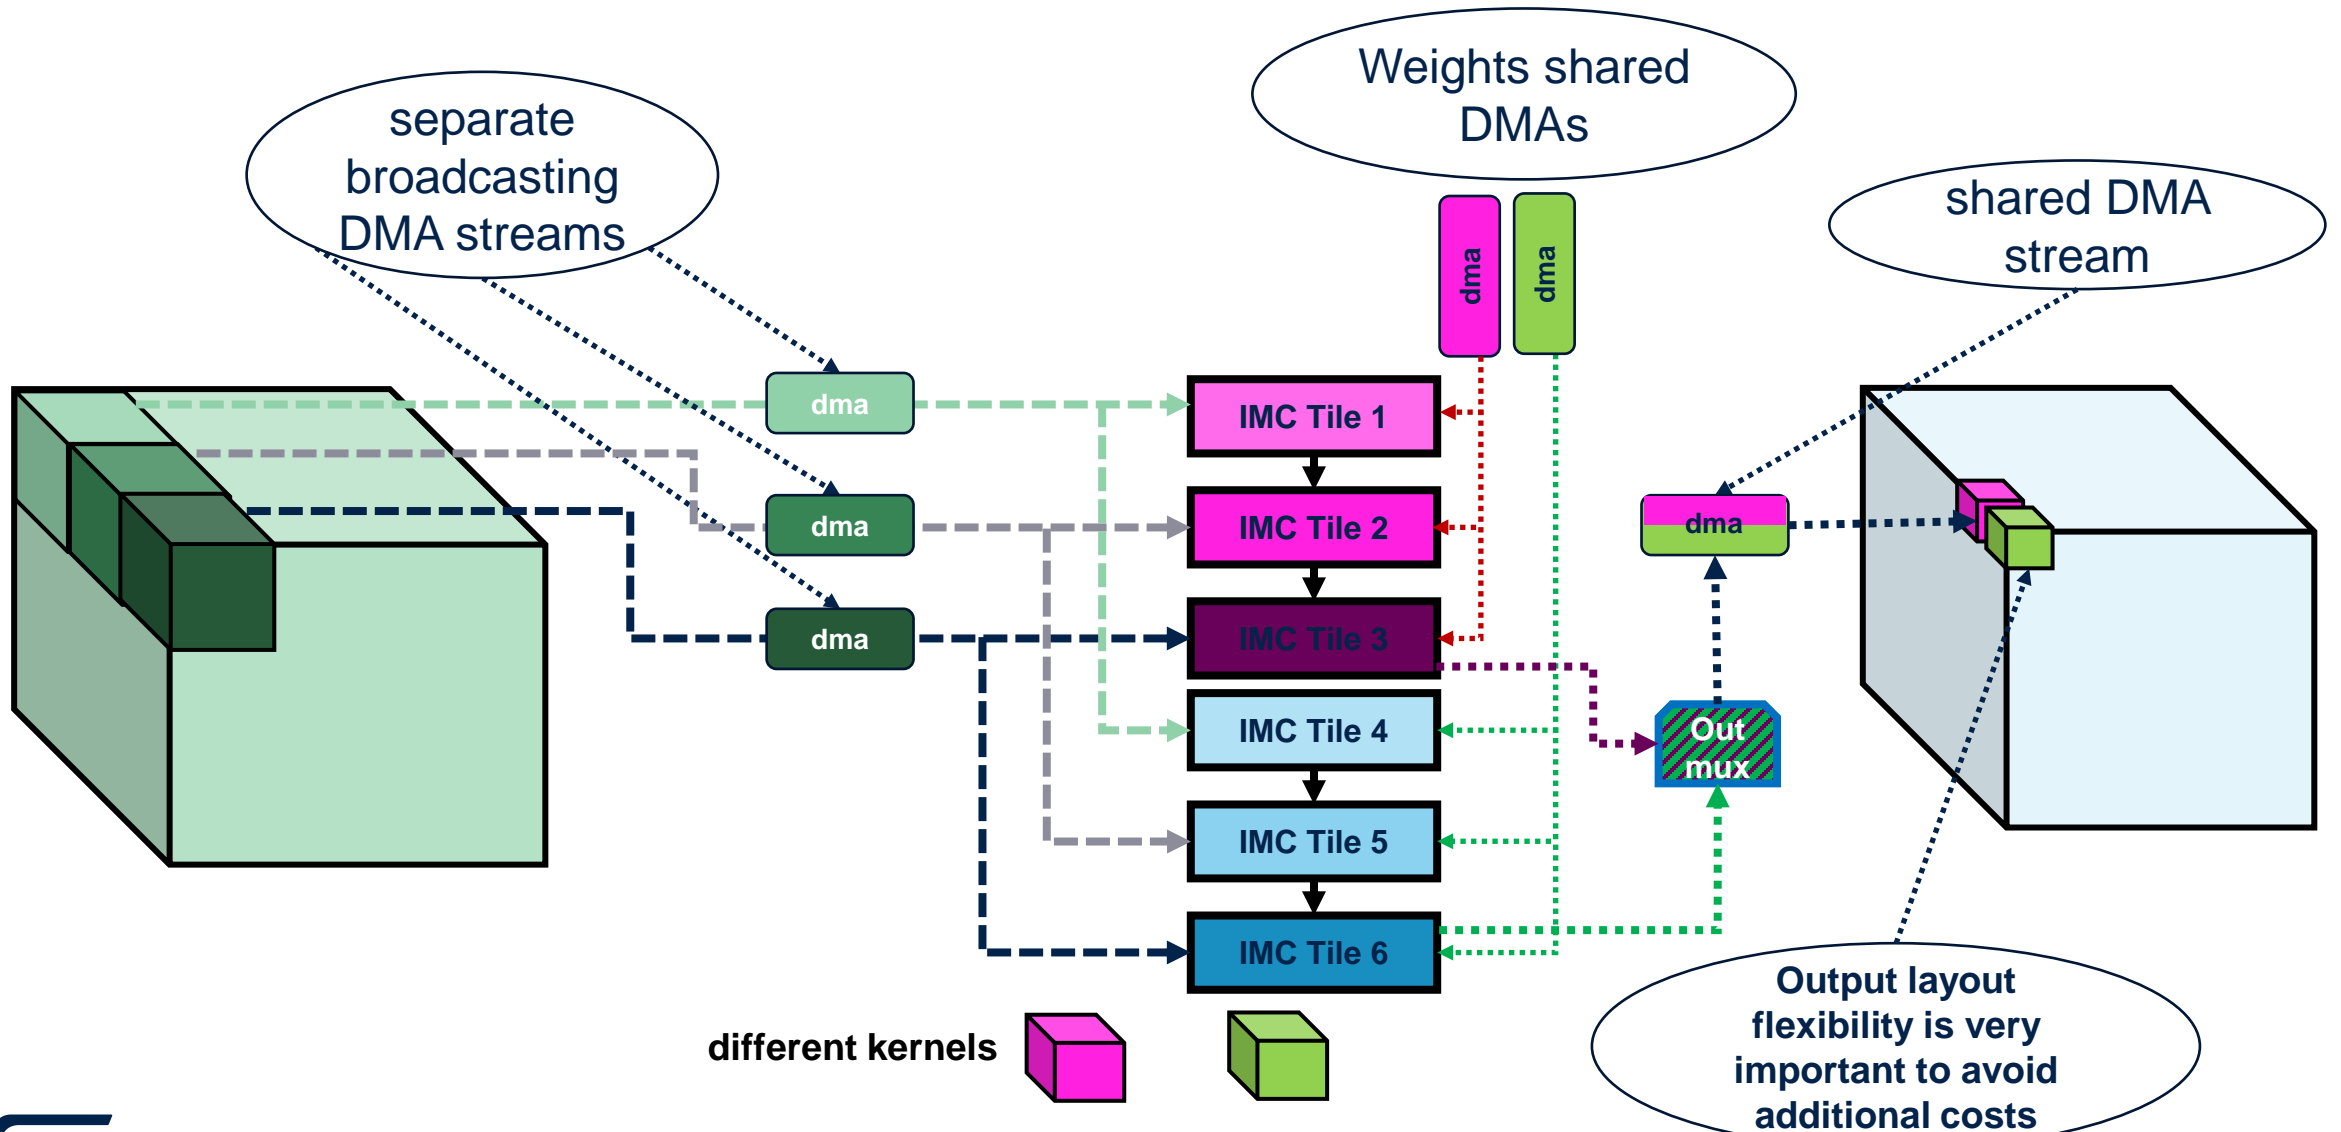 separate
broadcasting
DMA streams
Weights shared
DMAs
shared DMA
stream
dma
dma
dma
dma
dma
dma
IMC Tile 1
IMC Tile 2
IMC Tile 3
IMC Tile 4
IMC Tile 5
IMC Tile 6
Out
mux
different kernels
Output layout
flexibility is very
important to avoid
additional costs